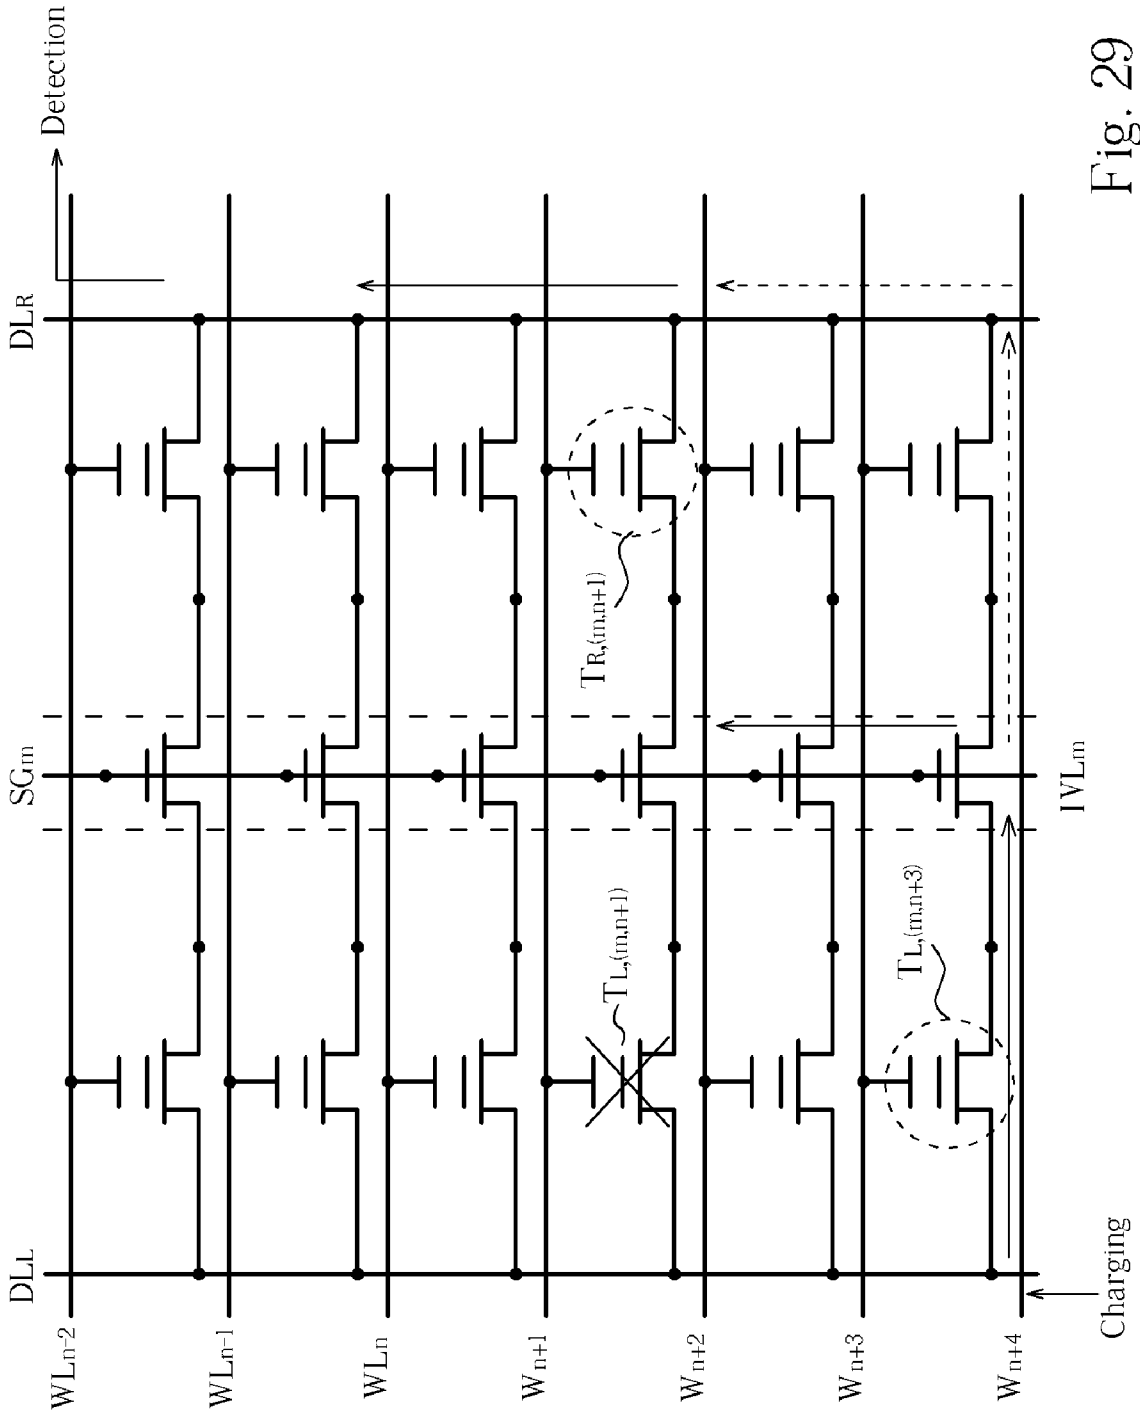 Detection
DLL
SGm
DLR
WLn-2
WLn-1
WLn
Wn+1
Wn+2
Wn+3
Wn+4
TR,(m,n+1)
TL,(m,n+1)
TL,(m,n+3)
IVLm
Charging
Fig. 29